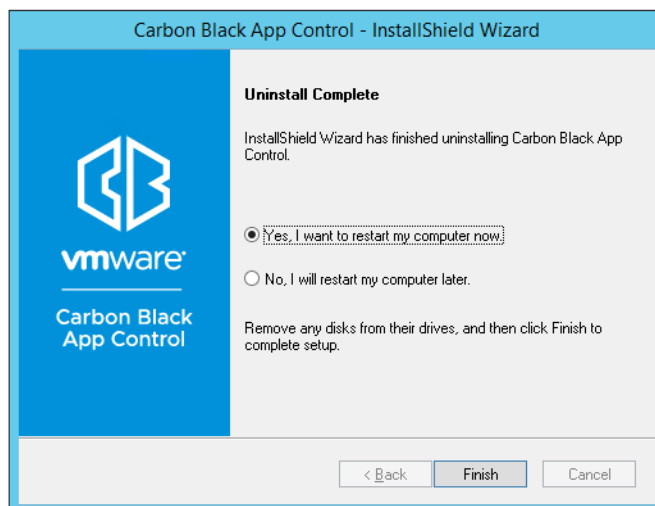 Carbon Black App Control - InstallShield Wizard
Uninstall Complete
InstallShield Wizard has finished uninstalling Carbon Black App
Control.
Yes, I want to restart my computer now.
No, I will restart my computer later.
Remove any disks from their drives, and then click Finish to
complete setup.
vmware
Carbon Black
App Control
< Back
Finish
Cancel